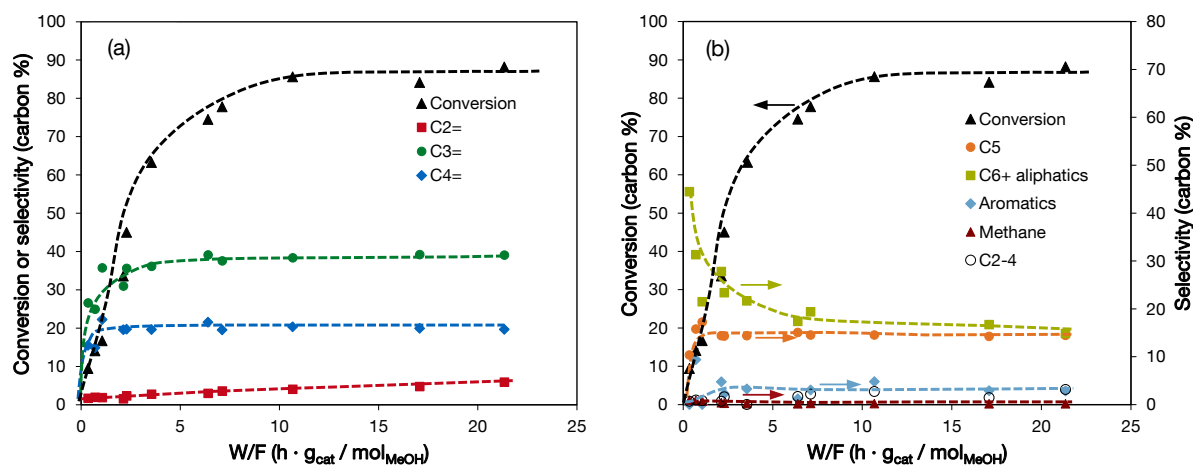 (a)
Conversion or selectivity (carbon %)
100
90
80
70
60
50
40
30
20
10
0
Conversion
C2=
C3=
C4=
0 5 10 15 20 25
W/F (h · gcat / molMeOH)
(b)
Conversion (carbon %)
100
90
80
70
60
50
40
30
20
10
0
Conversion
C5
C6+ aliphatics
Aromatics
Methane
C2-4
80
70
60
50
40
30
20
10
0
Selectivity (carbon %)
0 5 10 15 20 25
W/F (h · gcat / molMeOH)